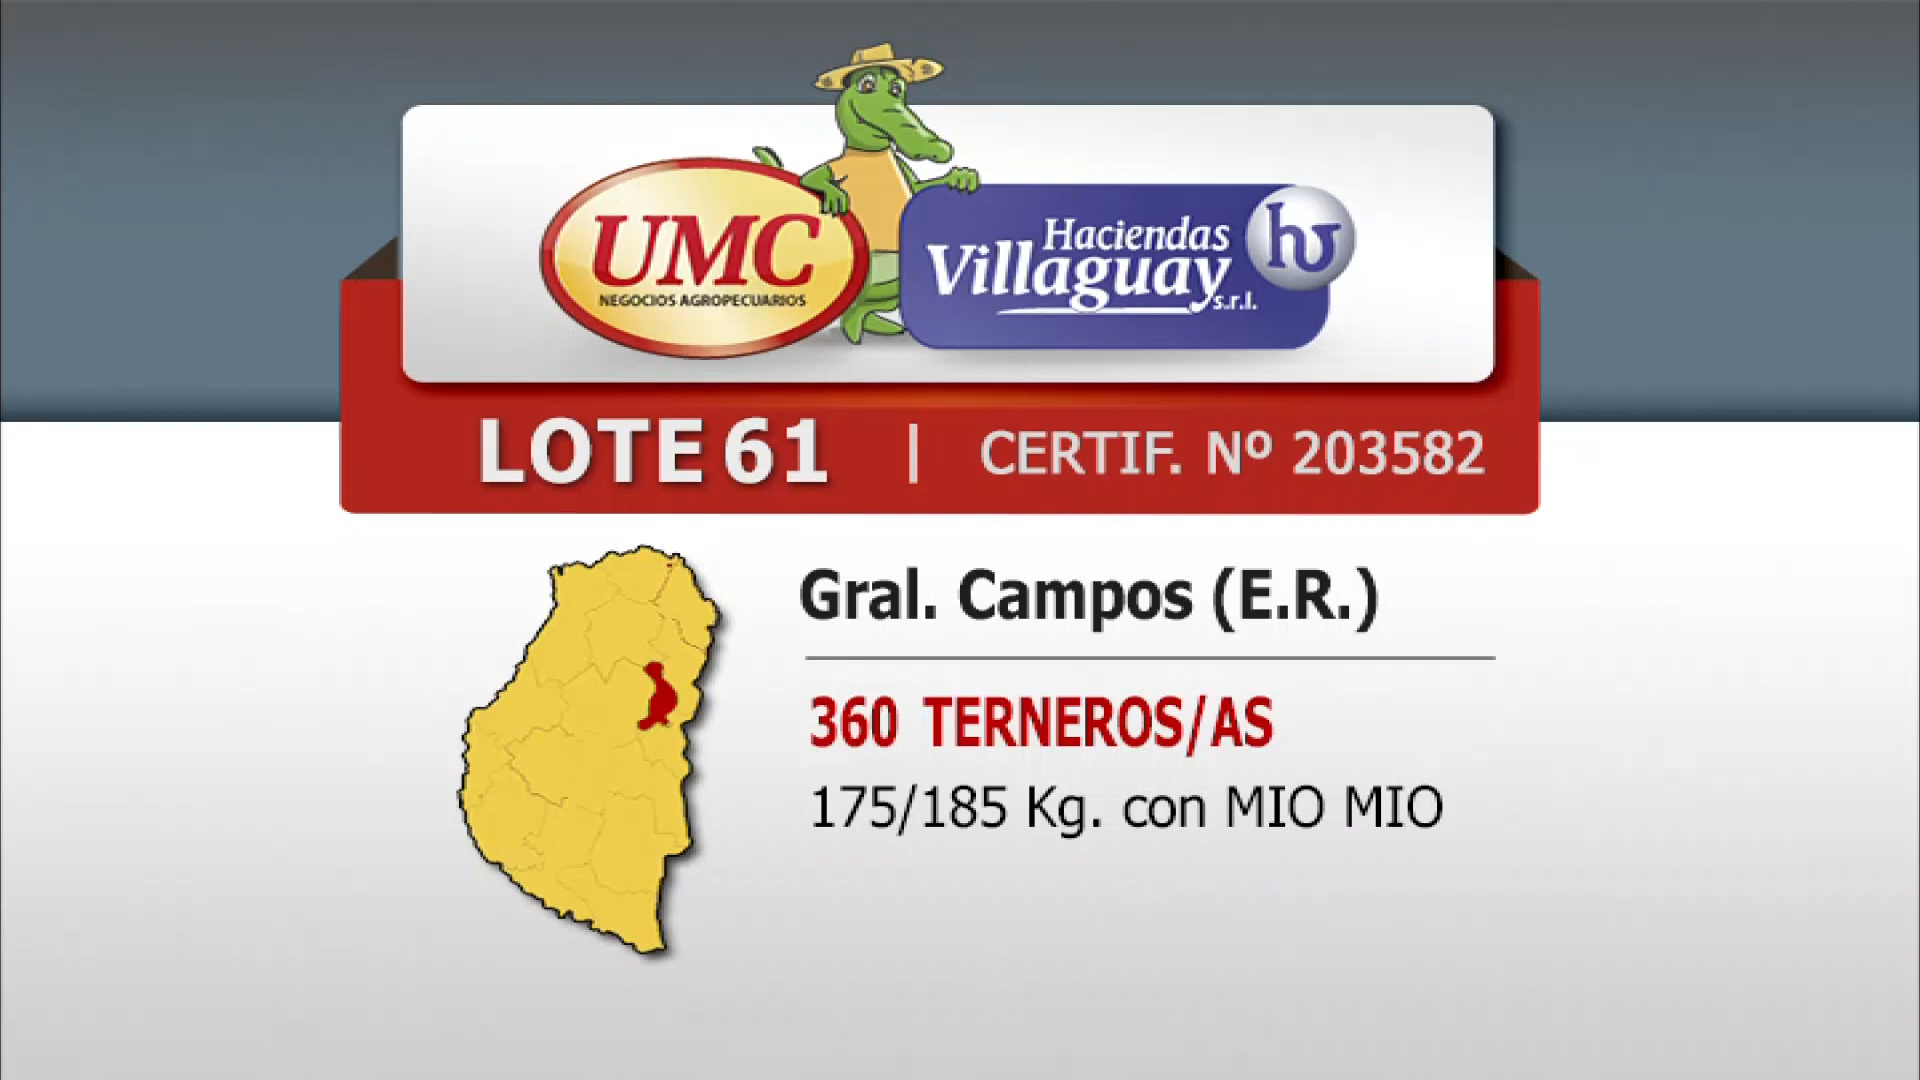 UMC
NEGOCIOS AGROPECUARIOS
Haciendas
Villaguay
s.r.l.
hv
LOTE 61 | CERTIF. Nº 203582
Gral. Campos (E.R.)
360 TERNEROS/AS
175/185 Kg. con MIO MIO